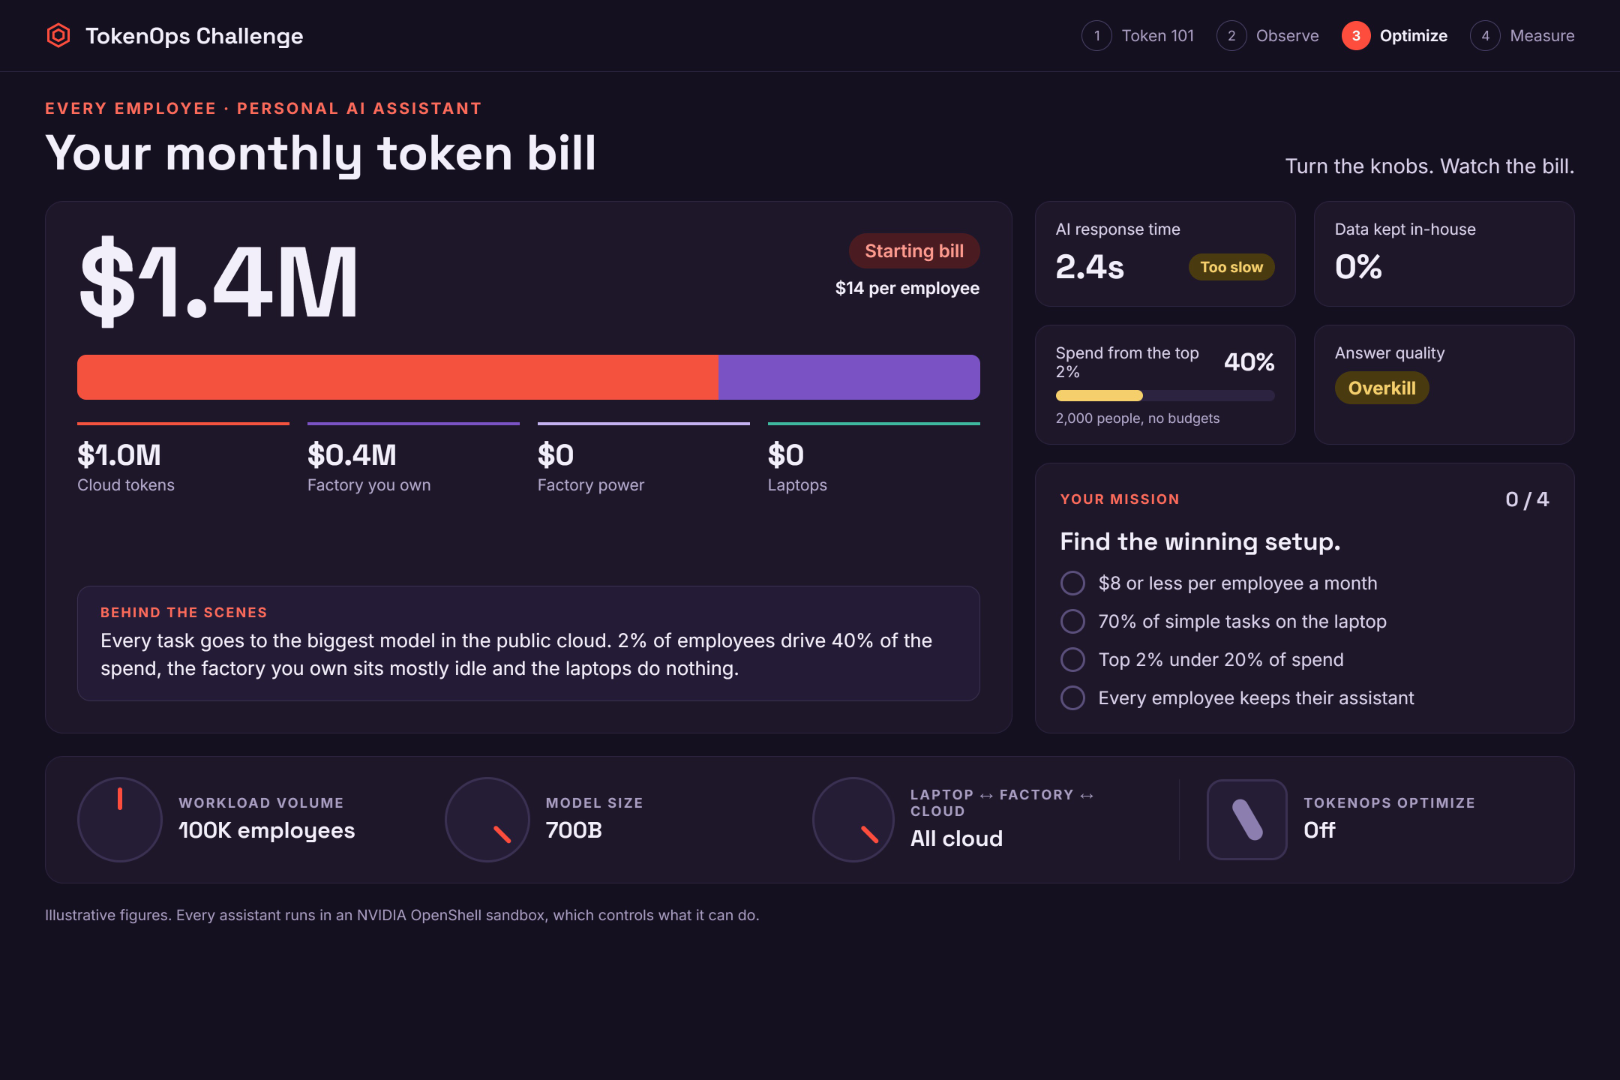 TokenOps Challenge
1 Token 101
2 Observe
3 Optimize
4 Measure
EVERY EMPLOYEE · PERSONAL AI ASSISTANT
Your monthly token bill
Turn the knobs. Watch the bill.
$1.4M
Starting bill
$14 per employee
$1.0M
Cloud tokens
$0.4M
Factory you own
$0
Factory power
$0
Laptops
BEHIND THE SCENES
Every task goes to the biggest model in the public cloud. 2% of employees drive 40% of the
spend, the factory you own sits mostly idle and the laptops do nothing.
AI response time
2.4s
Too slow
Data kept in-house
0%
Spend from the top
2%
40%
2,000 people, no budgets
Answer quality
Overkill
YOUR MISSION
0 / 4
Find the winning setup.
$8 or less per employee a month
70% of simple tasks on the laptop
Top 2% under 20% of spend
Every employee keeps their assistant
WORKLOAD VOLUME
100K employees
MODEL SIZE
700B
LAPTOP ↔ FACTORY ↔
CLOUD
All cloud
TOKENOPS OPTIMIZE
Off
Illustrative figures. Every assistant runs in an NVIDIA OpenShell sandbox, which controls what it can do.